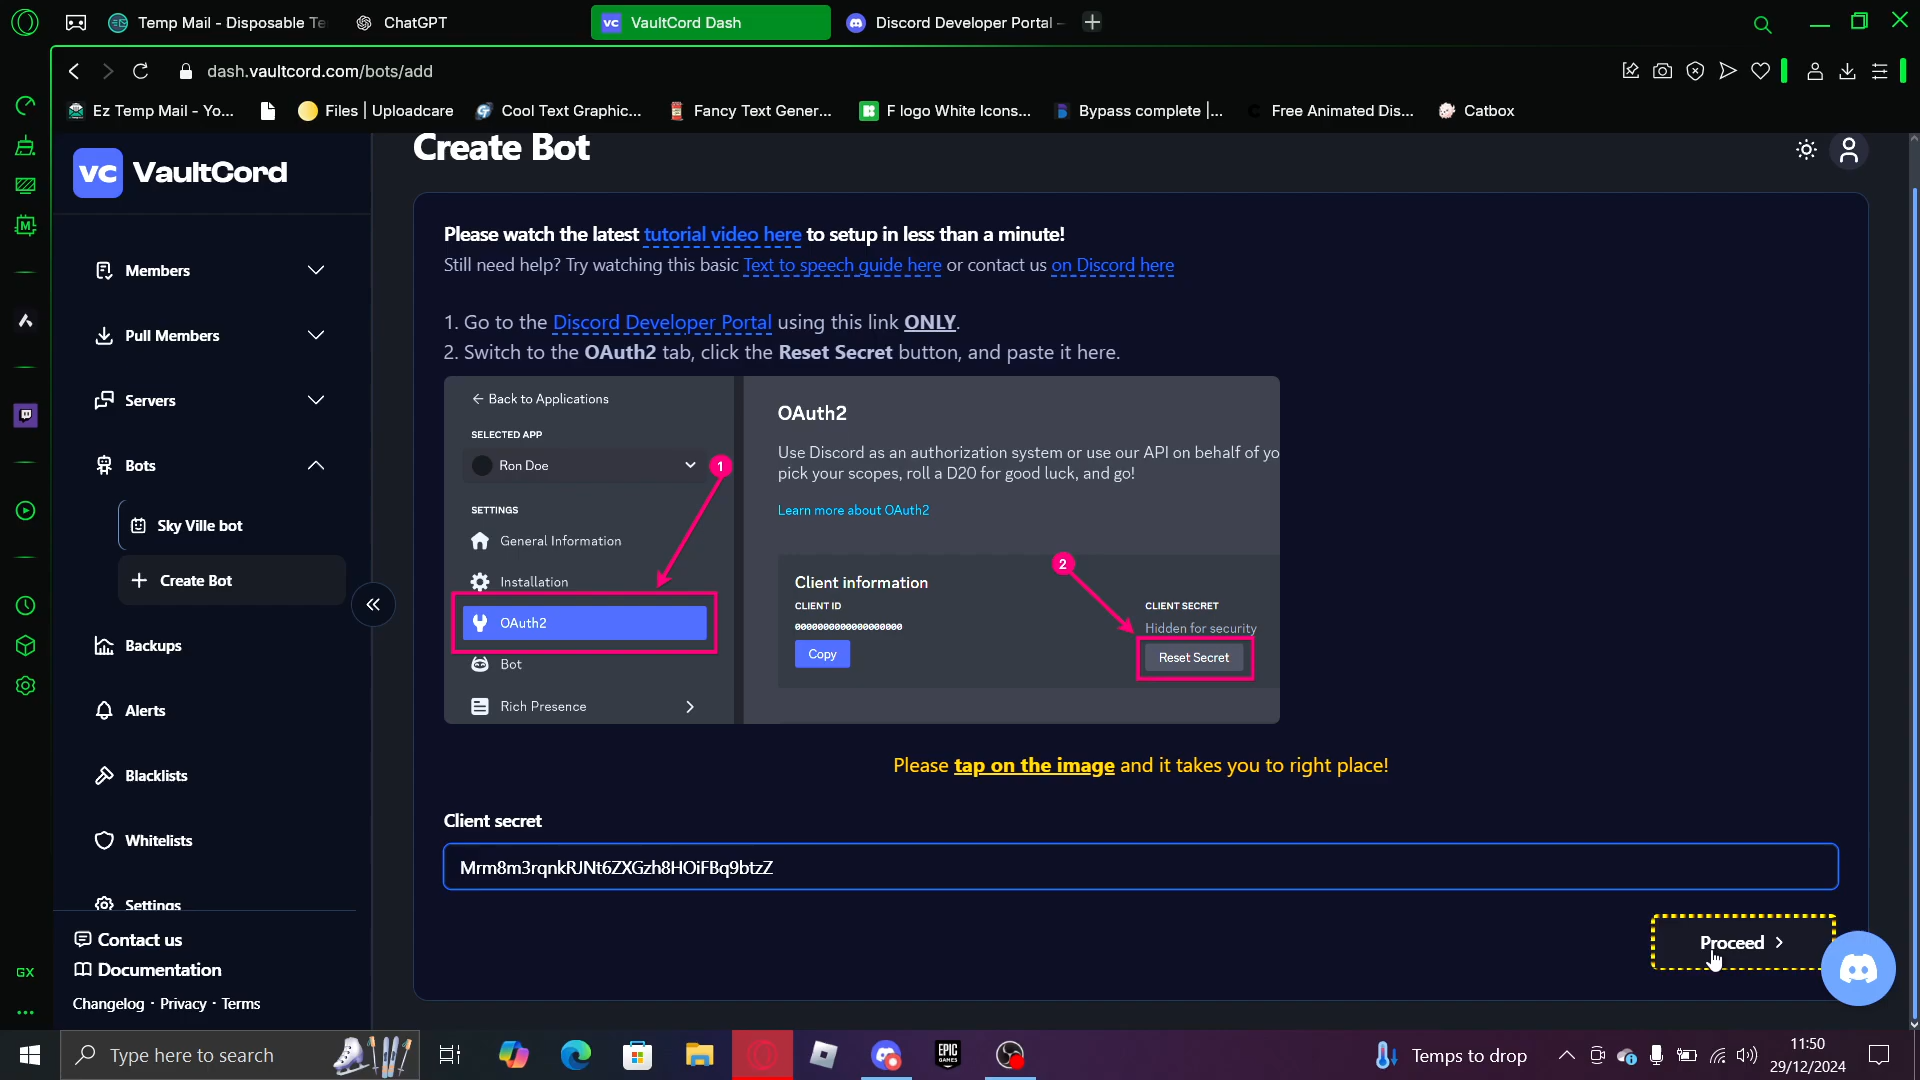 Temp Mail - Disposable Te
ChatGPT
VC VaultCord Dash
Discord Developer Portal -
dash.vaultcord.com/bots/add
Ez Temp Mail - Yo...
Files | Uploadcare
Cool Text Graphic...
Fancy Text Gener...
F logo White Icons...
Bypass complete |...
Free Animated Dis...
Catbox
VC VaultCord
Create Bot
Members
Pull Members
Servers
Bots
Sky Ville bot
Create Bot
Backups
Alerts
Blacklists
Whitelists
Settings
Contact us
Documentation
Changelog · Privacy · Terms
Please watch the latest tutorial video here to setup in less than a minute!
Still need help? Try watching this basic Text to speech guide here or contact us on Discord here
1. Go to the Discord Developer Portal using this link ONLY.
2. Switch to the OAuth2 tab, click the Reset Secret button, and paste it here.
← Back to Applications
SELECTED APP
Ron Doe
1
SETTINGS
General Information
Installation
OAuth2
Bot
Rich Presence
OAuth2
Use Discord as an authorization system or use our API on behalf of yo
pick your scopes, roll a D20 for good luck, and go!
Learn more about OAuth2
2
Client information
CLIENT ID
0000000000000000000
Copy
CLIENT SECRET
Hidden for security
Reset Secret
Please tap on the image and it takes you to right place!
Client secret
Mrm8m3rqnkRJNt6ZXGzh8HOiFBq9btzZ
Proceed
GX
Type here to search
EPIC GAMES
Temps to drop
11:50
29/12/2024